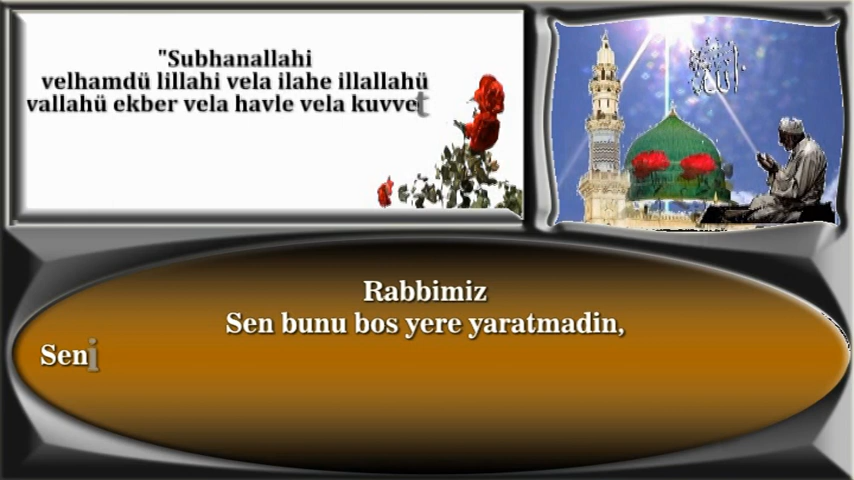 "Subhanallahi
velhamdü lillahi vela ilahe illallahü
vallahü ekber vela havle vela kuvvet
الله
Rabbimiz
Sen bunu bos yere yaratmadin,
Seni